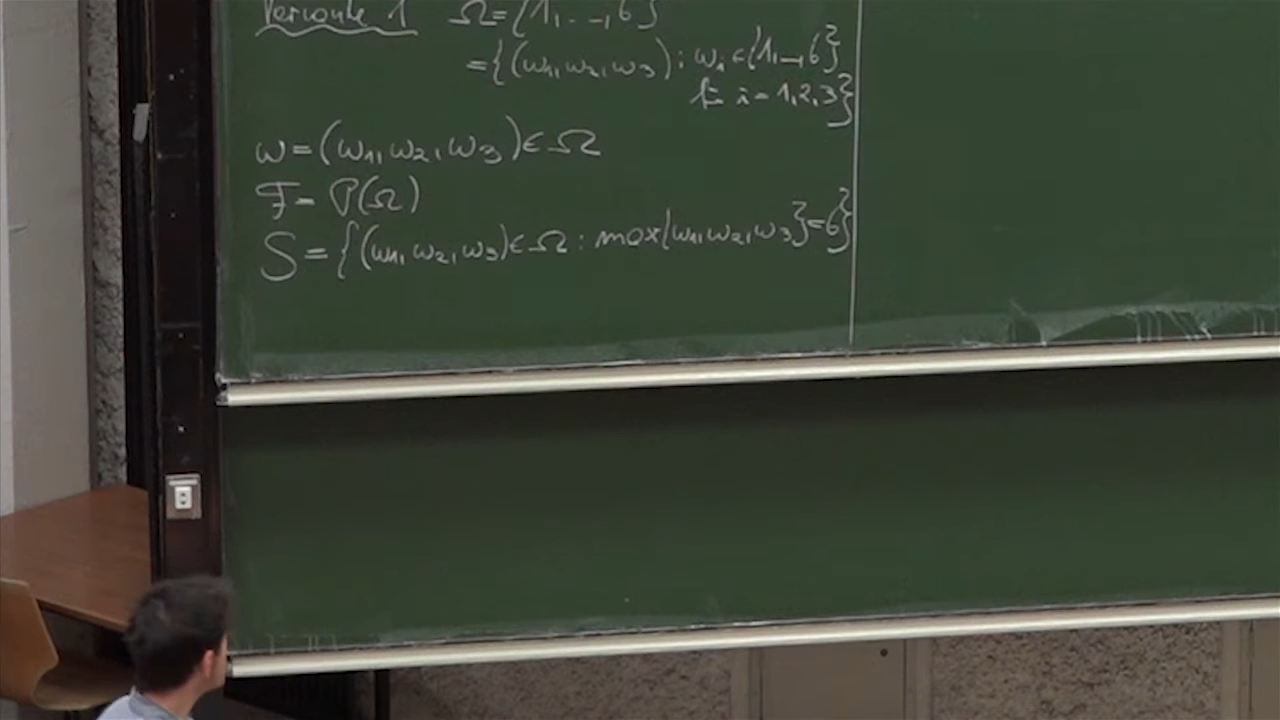 Variante 1 Ω={1,...,6}
={(ω₁,ω₂,ω₃): ωᵢ∈{1,...,6}
für i=1,2,3}
ω=(ω₁,ω₂,ω₃)∈Ω
F=P(Ω)
S={(ω₁,ω₂,ω₃)∈Ω: max{ω₁,ω₂,ω₃}=6}